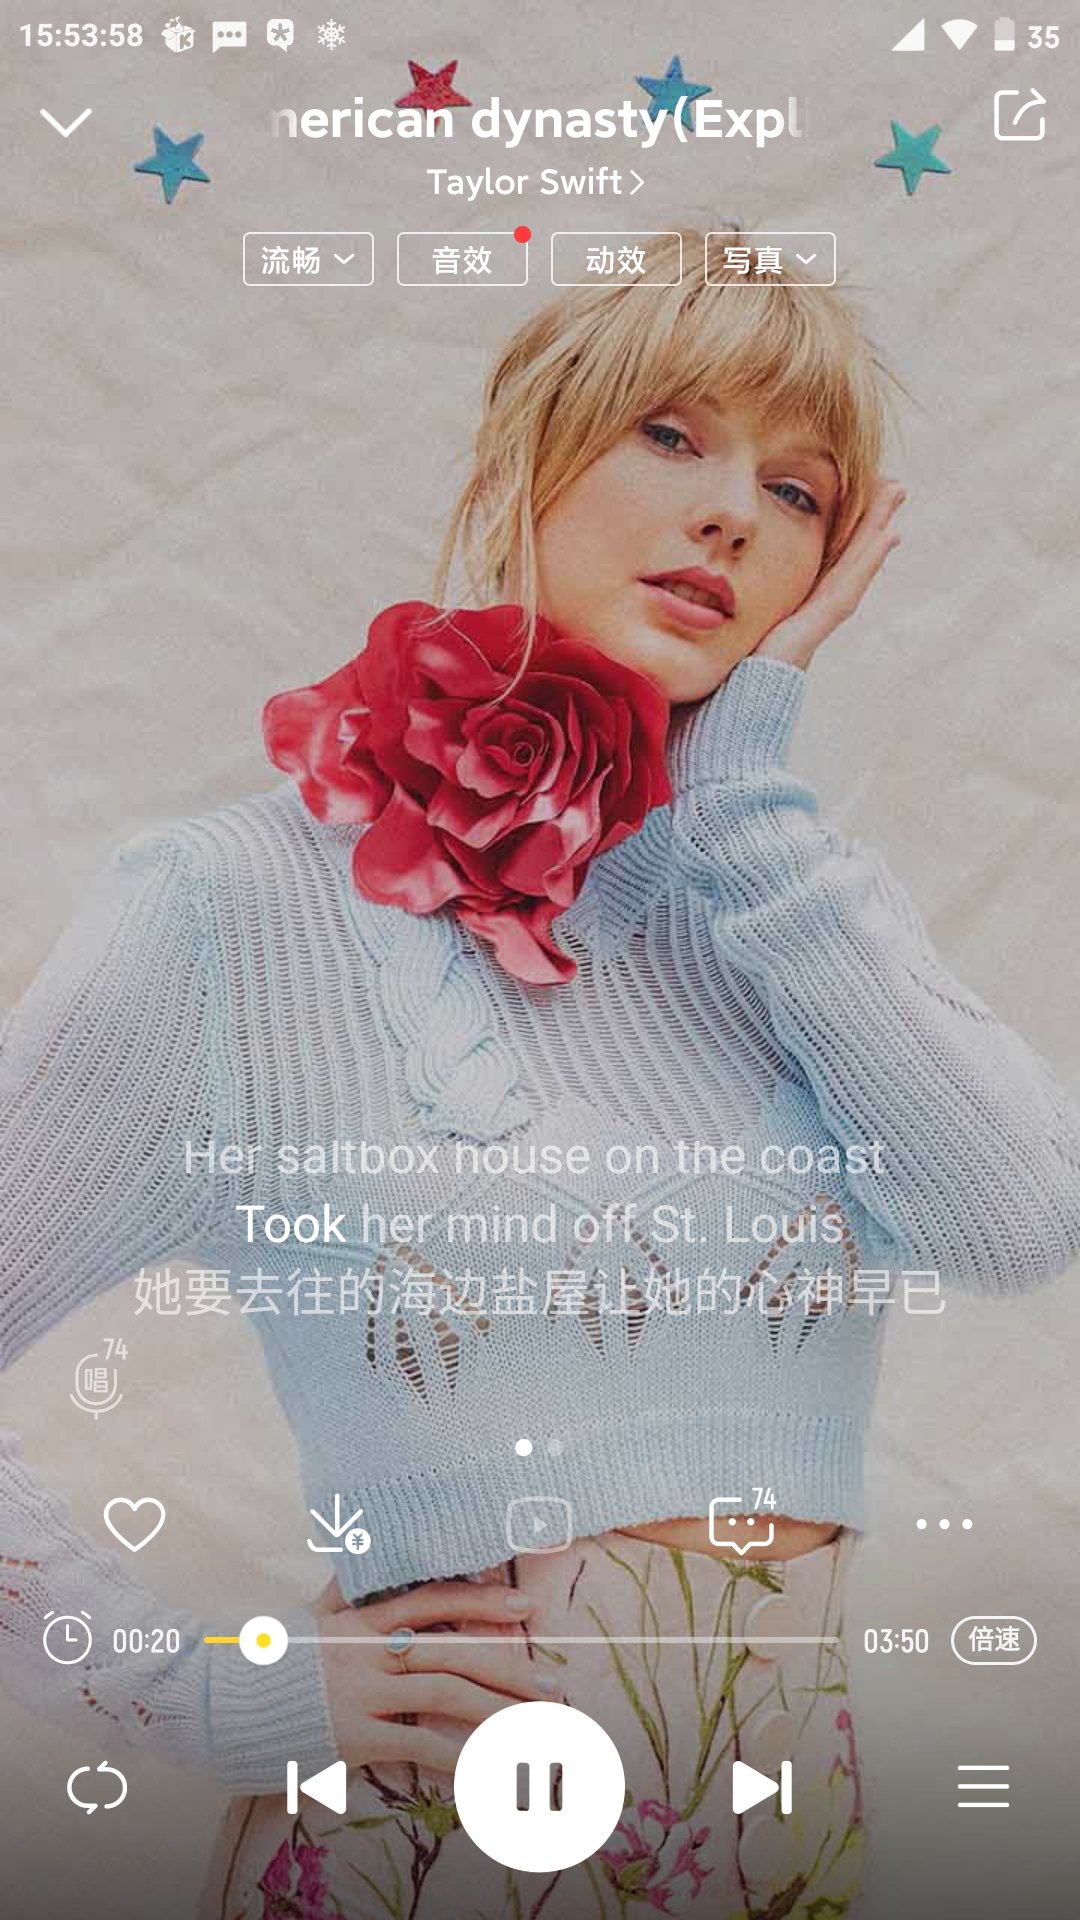 15:53:58 35
nerican dynasty(Expl
Taylor Swift
流畅 音效 动效 写真
Her saltbox house on the coast
Took her mind off St. Louis
她要去往的海边盐屋让她的心神早已
74
唱
74
00:20 03:50 倍速